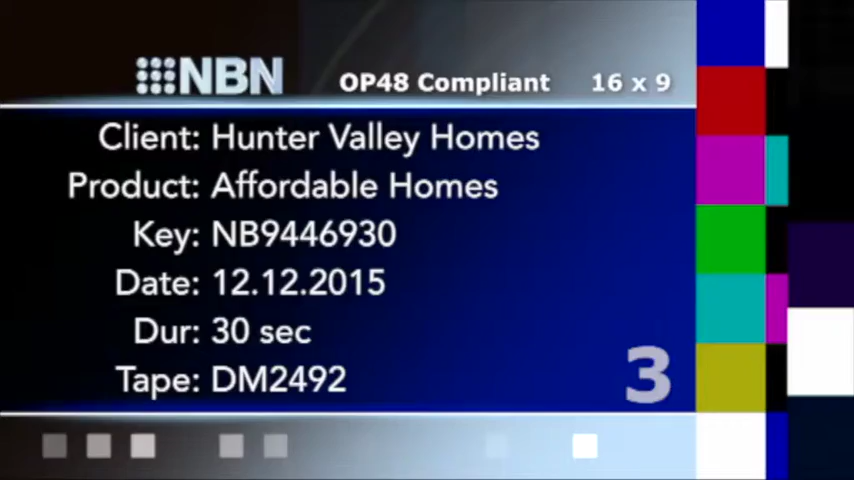 NBN OP48 Compliant 16 x 9
Client: Hunter Valley Homes
Product: Affordable Homes
Key: NB9446930
Date: 12.12.2015
Dur: 30 sec
Tape: DM2492
3